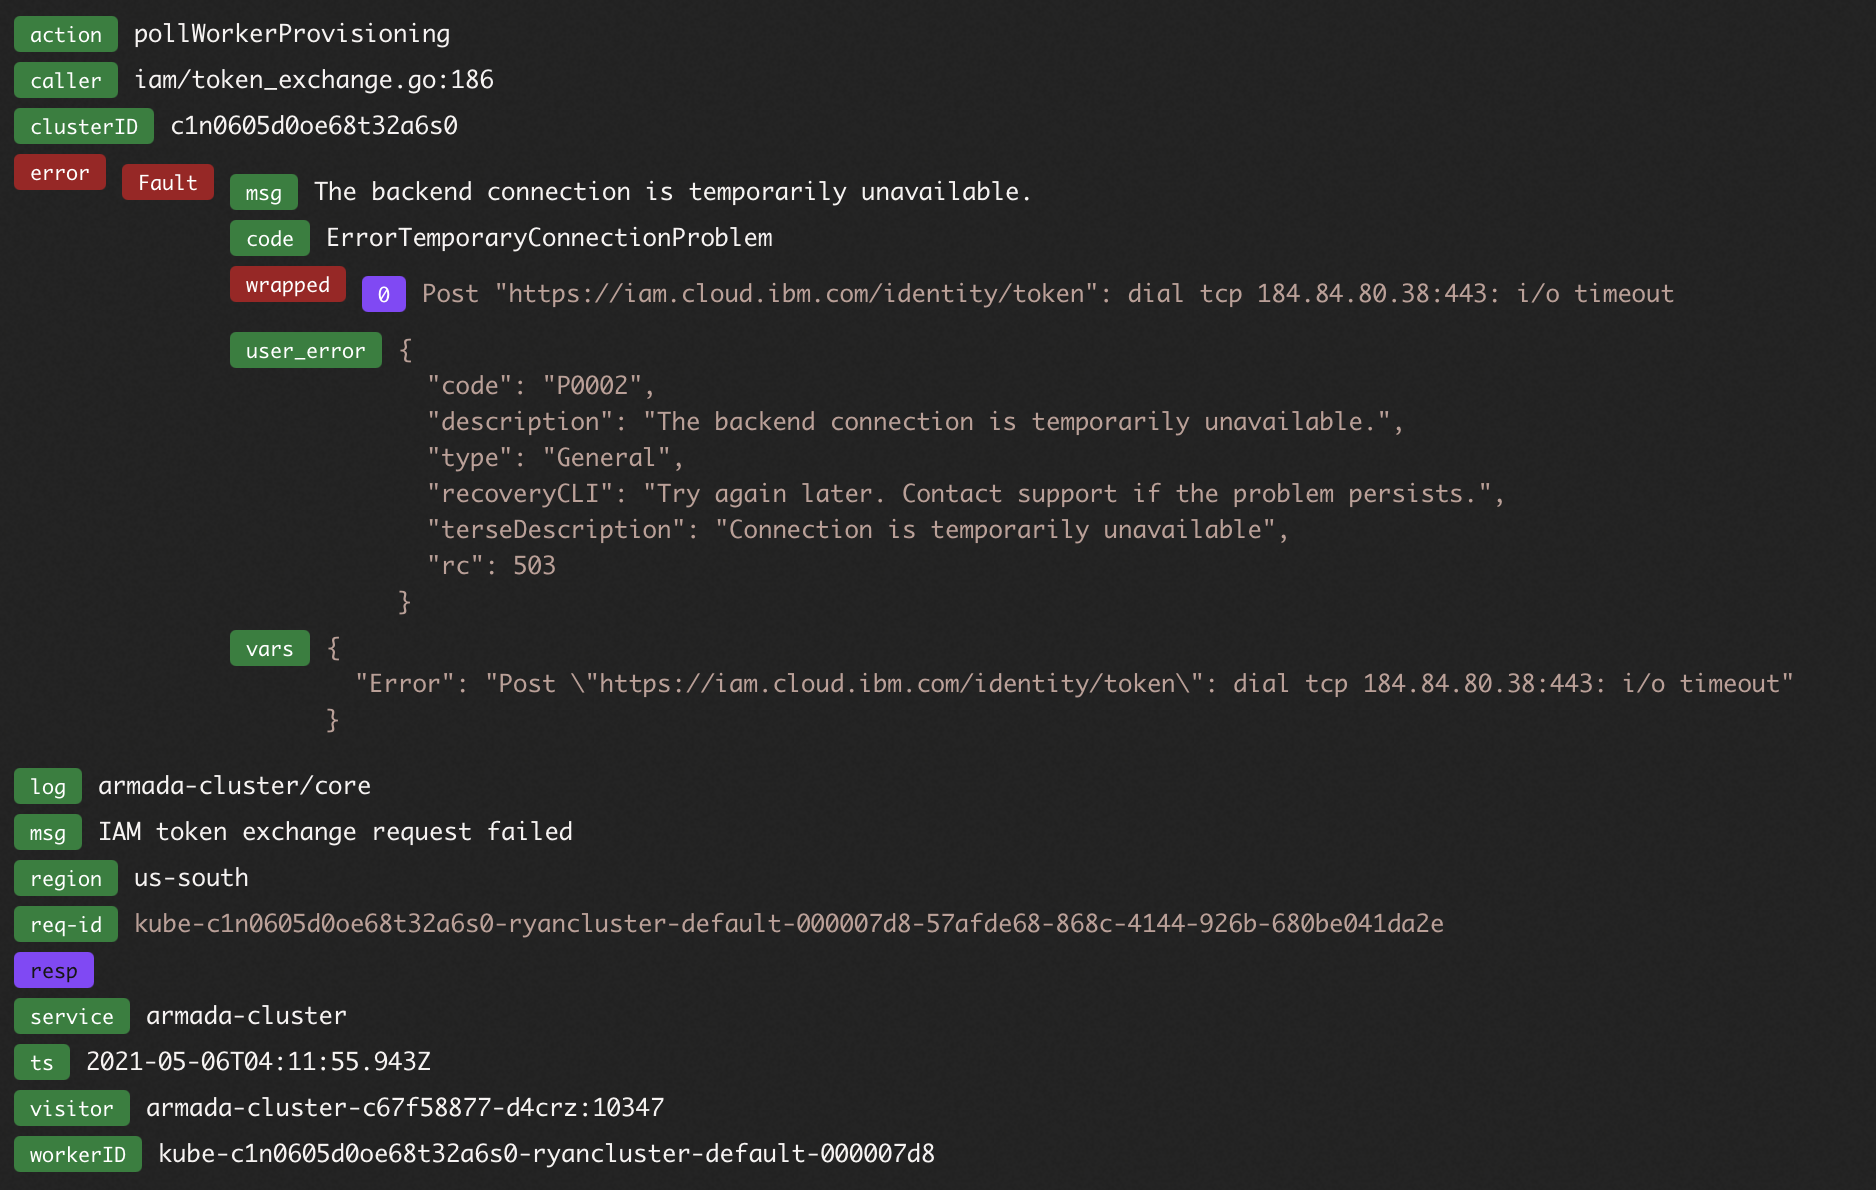 action pollWorkerProvisioning
caller iam/token_exchange.go:186
clusterID c1n0605d0oe68t32a6s0
error Fault msg The backend connection is temporarily unavailable.
code ErrorTemporaryConnectionProblem
wrapped 0 Post "https://iam.cloud.ibm.com/identity/token": dial tcp 184.84.80.38:443: i/o timeout
user_error {
"code": "P0002",
"description": "The backend connection is temporarily unavailable.",
"type": "General",
"recoveryCLI": "Try again later. Contact support if the problem persists.",
"terseDescription": "Connection is temporarily unavailable",
"rc": 503
}
vars {
"Error": "Post \"https://iam.cloud.ibm.com/identity/token\": dial tcp 184.84.80.38:443: i/o timeout"
}
log armada-cluster/core
msg IAM token exchange request failed
region us-south
req-id kube-c1n0605d0oe68t32a6s0-ryancluster-default-000007d8-57afde68-868c-4144-926b-680be041da2e
resp
service armada-cluster
ts 2021-05-06T04:11:55.943Z
visitor armada-cluster-c67f58877-d4crz:10347
workerID kube-c1n0605d0oe68t32a6s0-ryancluster-default-000007d8